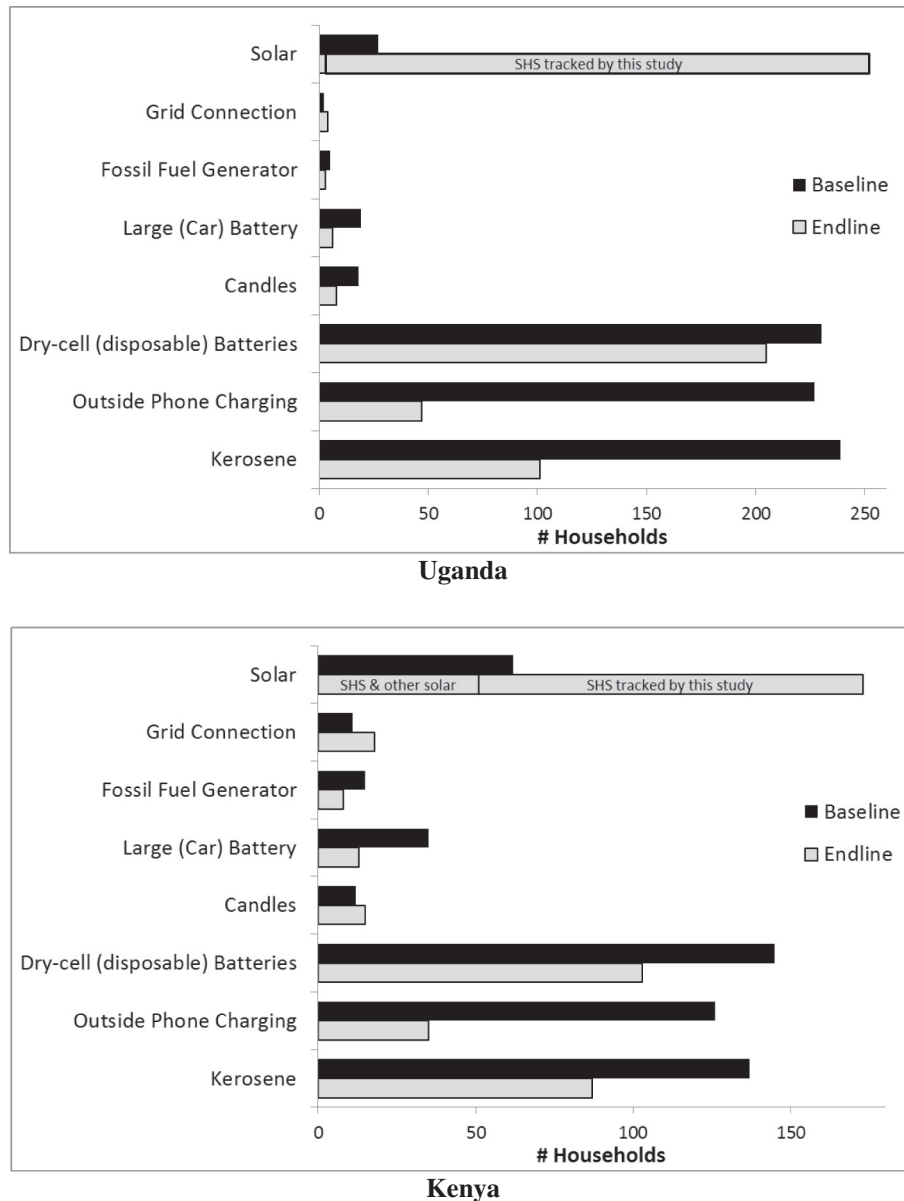 Solar
SHS tracked by this study
Grid Connection
Fossil Fuel Generator
Baseline
Large (Car) Battery
Endline
Candles
Dry-cell (disposable) Batteries
Outside Phone Charging
Kerosene
0 50 100 150 200 250
# Households
Uganda
Solar
SHS & other solar SHS tracked by this study
Grid Connection
Fossil Fuel Generator
Baseline
Large (Car) Battery
Endline
Candles
Dry-cell (disposable) Batteries
Outside Phone Charging
Kerosene
0 50 100 150
# Households
Kenya